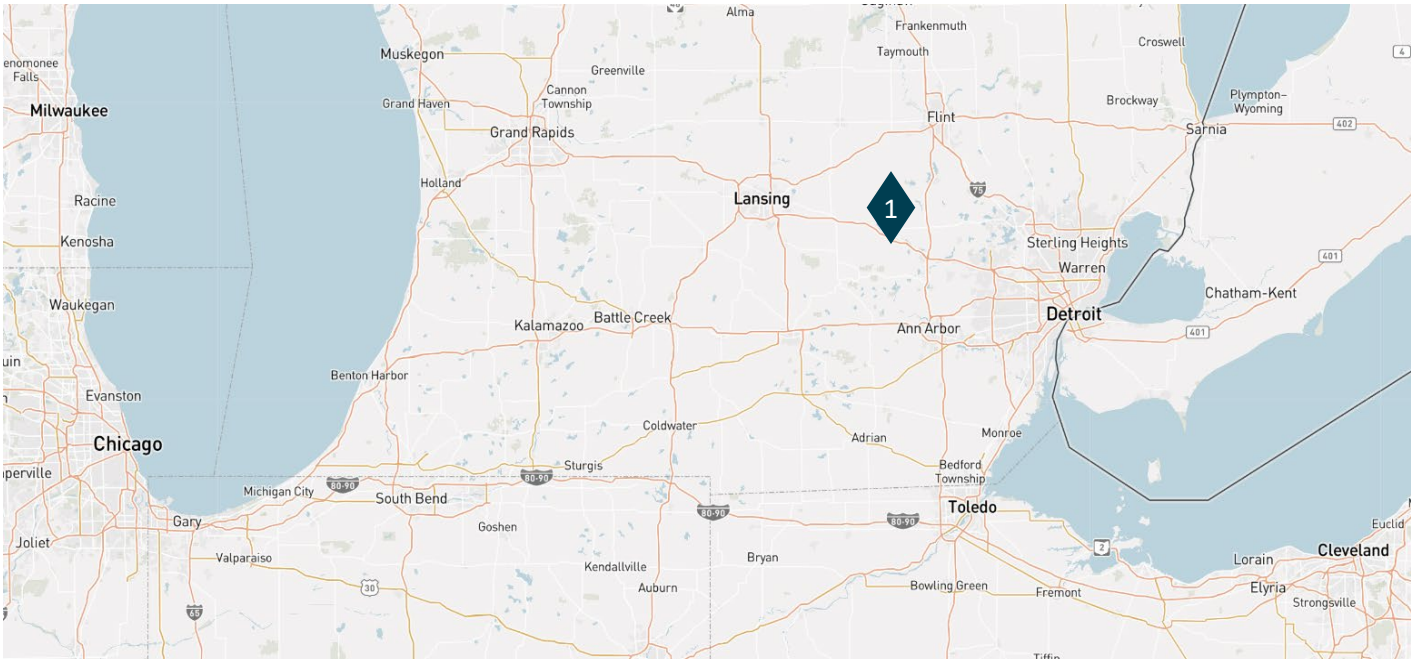 Alma
Frankenmuth
Taymouth
Croswell
4
enomonee
Falls
Muskegon
Greenville
Cannon
Township
Grand Haven
Brockway
Plympton–
Wyoming
Milwaukee
Flint
Sarnia
402
Grand Rapids
Holland
Lansing
1
75
Racine
Kenosha
Sterling Heights
Warren
401
Waukegan
Chatham-Kent
Kalamazoo
Battle Creek
Ann Arbor
Detroit
401
Benton Harbor
Evanston
Chicago
Coldwater
Adrian
Monroe
perville
Sturgis
Bedford
Township
80-90
80-90
Michigan City
South Bend
Toledo
80-90
80-90
Gary
Goshen
Euclid
Joliet
Valparaiso
Bryan
2
Cleveland
Lorain
Kendallville
Auburn
30
Bowling Green
Fremont
Elyria
Strongsville
65